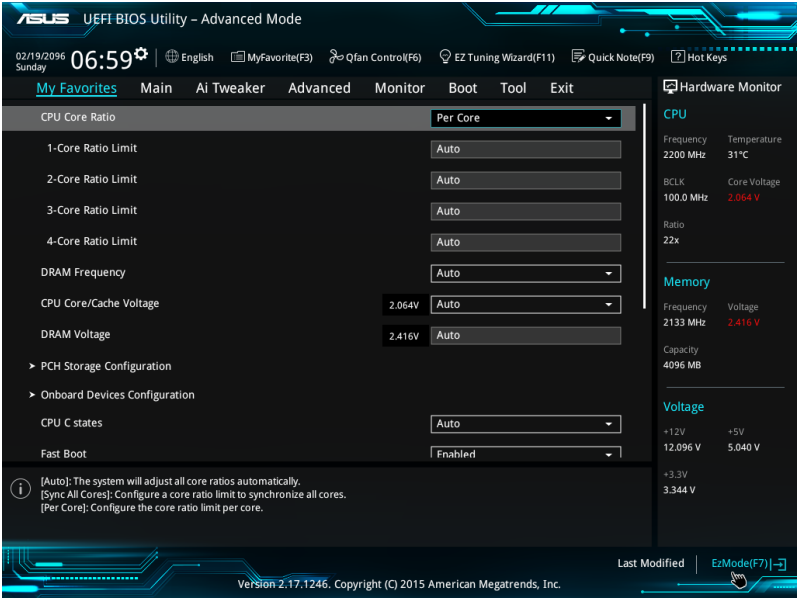 ASUS UEFI BIOS Utility – Advanced Mode
02/19/2096
Sunday
06:59
English
MyFavorite(F3)
Qfan Control(F6)
EZ Tuning Wizard(F11)
Quick Note(F9)
? Hot Keys
My Favorites Main Ai Tweaker Advanced Monitor Boot Tool Exit
CPU Core Ratio Per Core
1-Core Ratio Limit Auto
2-Core Ratio Limit Auto
3-Core Ratio Limit Auto
4-Core Ratio Limit Auto
DRAM Frequency Auto
CPU Core/Cache Voltage 2.064V Auto
DRAM Voltage 2.416V Auto
PCH Storage Configuration
Onboard Devices Configuration
CPU C states Auto
Fast Boot Enabled
[Auto]: The system will adjust all core ratios automatically.
[Sync All Cores]: Configure a core ratio limit to synchronize all cores.
[Per Core]: Configure the core ratio limit per core.
Hardware Monitor
CPU
Frequency Temperature
2200 MHz 31°C
BCLK Core Voltage
100.0 MHz 2.064 V
Ratio
22x
Memory
Frequency Voltage
2133 MHz 2.416 V
Capacity
4096 MB
Voltage
+12V +5V
12.096 V 5.040 V
+3.3V
3.344 V
Last Modified EzMode(F7)
Version 2.17.1246. Copyright (C) 2015 American Megatrends, Inc.